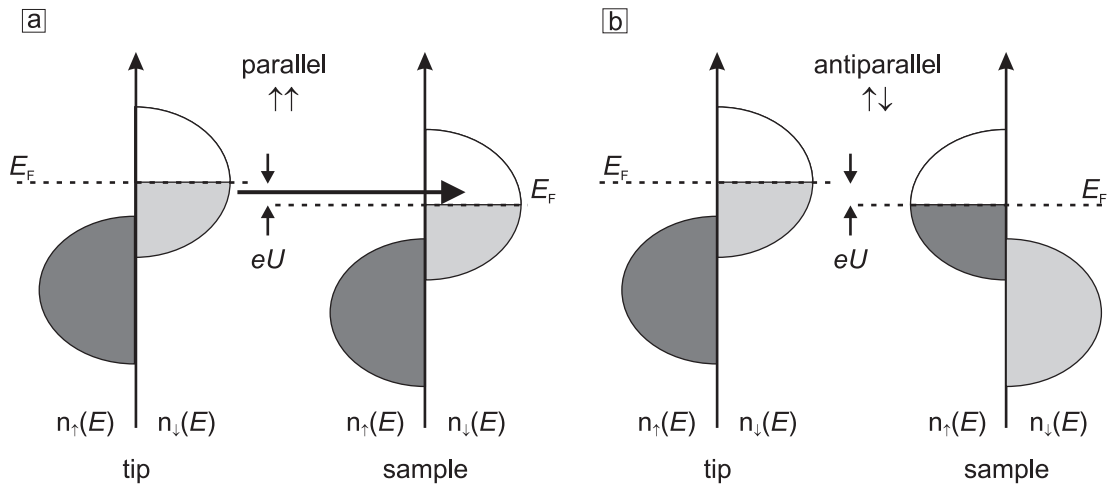 a
parallel
↑↑
E_F
E_F
eU
n↑(E) n↓(E)
n↑(E) n↓(E)
tip
sample
b
antiparallel
↑↓
E_F
E_F
eU
n↑(E) n↓(E)
n↑(E) n↓(E)
tip
sample